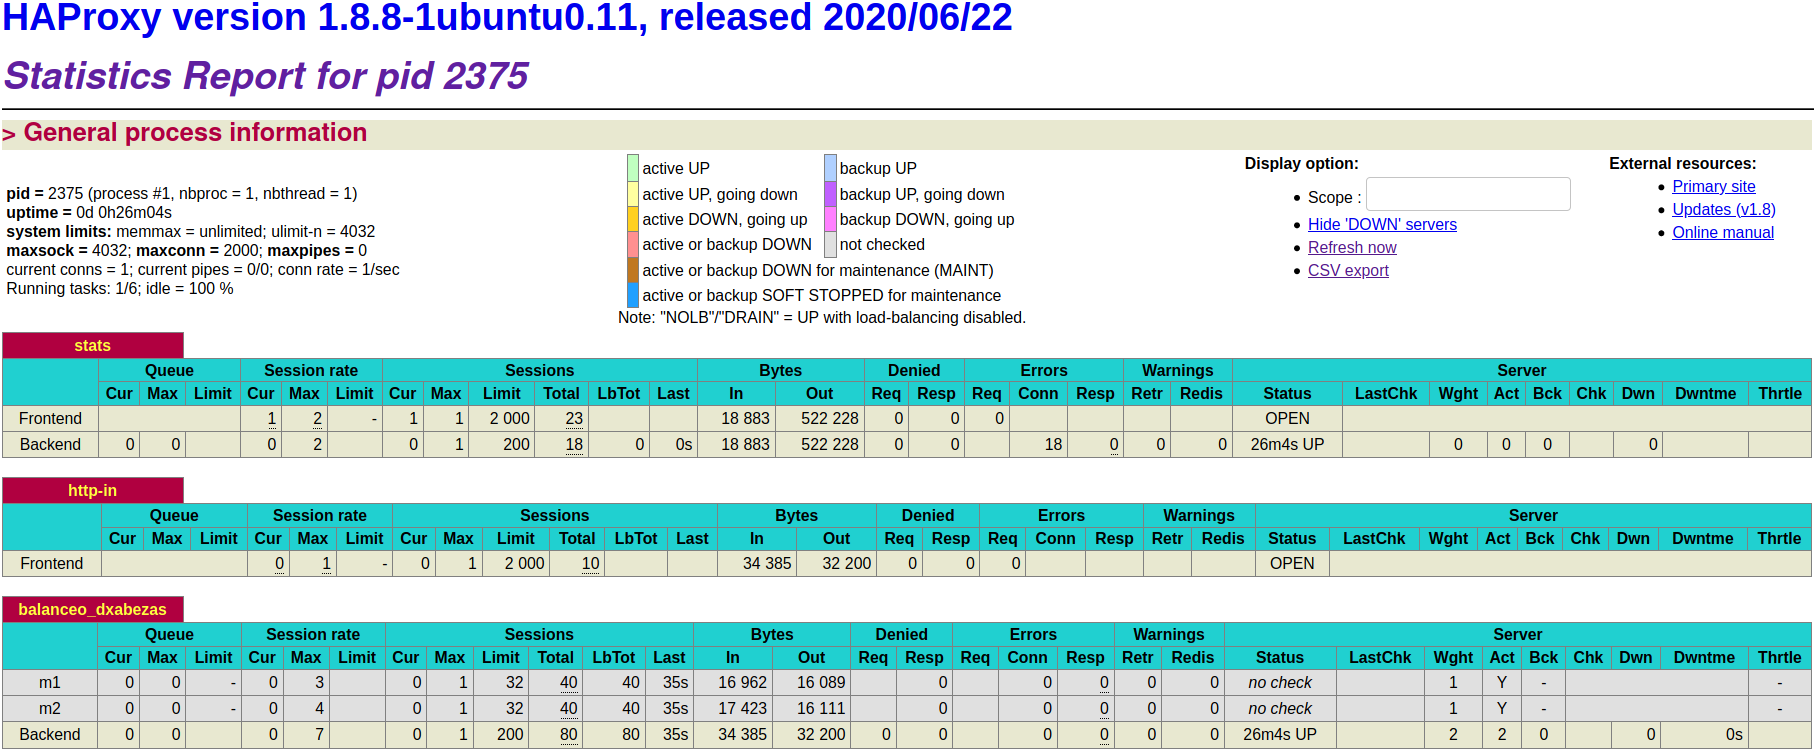 HAProxy version 1.8.8-1ubuntu0.11, released 2020/06/22
Statistics Report for pid 2375
> General process information
pid = 2375 (process #1, nbproc = 1, nbthread = 1)
uptime = 0d 0h26m04s
system limits: memmax = unlimited; ulimit-n = 4032
maxsock = 4032; maxconn = 2000; maxpipes = 0
current conns = 1; current pipes = 0/0; conn rate = 1/sec
Running tasks: 1/6; idle = 100 %
active UP backup UP
active UP, going down backup UP, going down
active DOWN, going up backup DOWN, going up
active or backup DOWN not checked
active or backup DOWN for maintenance (MAINT)
active or backup SOFT STOPPED for maintenance
Note: "NOLB"/"DRAIN" = UP with load-balancing disabled.
Display option:
Scope :
Hide 'DOWN' servers
Refresh now
CSV export
External resources:
Primary site
Updates (v1.8)
Online manual
stats
Queue Session rate Sessions Bytes Denied Errors Warnings Server
Cur Max Limit Cur Max Limit Cur Max Limit Total LbTot Last In Out Req Resp Req Conn Resp Retr Redis Status LastChk Wght Act Bck Chk Dwn Dwntme Thrtle
Frontend 1 2 - 1 1 2 000 23 18 883 522 228 0 0 0 OPEN
Backend 0 0 0 2 0 1 200 18 0 0s 18 883 522 228 0 0 18 0 0 0 26m4s UP 0 0 0 0
http-in
Queue Session rate Sessions Bytes Denied Errors Warnings Server
Cur Max Limit Cur Max Limit Cur Max Limit Total LbTot Last In Out Req Resp Req Conn Resp Retr Redis Status LastChk Wght Act Bck Chk Dwn Dwntme Thrtle
Frontend 0 1 - 0 1 2 000 10 34 385 32 200 0 0 0 OPEN
balanceo_dxabezas
Queue Session rate Sessions Bytes Denied Errors Warnings Server
Cur Max Limit Cur Max Limit Cur Max Limit Total LbTot Last In Out Req Resp Req Conn Resp Retr Redis Status LastChk Wght Act Bck Chk Dwn Dwntme Thrtle
m1 0 0 - 0 3 0 1 32 40 40 35s 16 962 16 089 0 0 0 0 0 no check 1 Y - -
m2 0 0 - 0 4 0 1 32 40 40 35s 17 423 16 111 0 0 0 0 0 no check 1 Y - -
Backend 0 0 0 7 0 1 200 80 80 35s 34 385 32 200 0 0 0 0 0 0 26m4s UP 2 2 0 0 0s